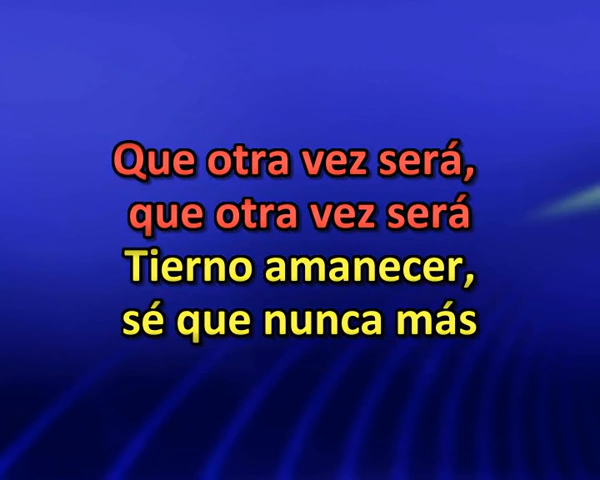 Que otra vez será,
que otra vez será
Tierno amanecer,
sé que nunca más